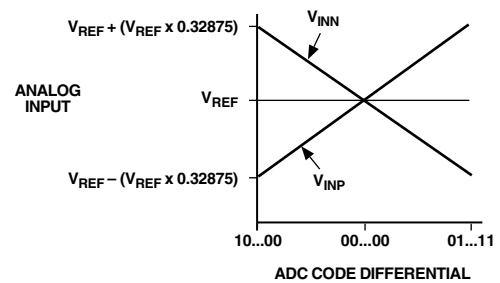 VREF + (VREF x 0.32875)
VINN
ANALOG
INPUT
VREF
VREF – (VREF x 0.32875)
VINP
10...00
00...00
01...11
ADC CODE DIFFERENTIAL